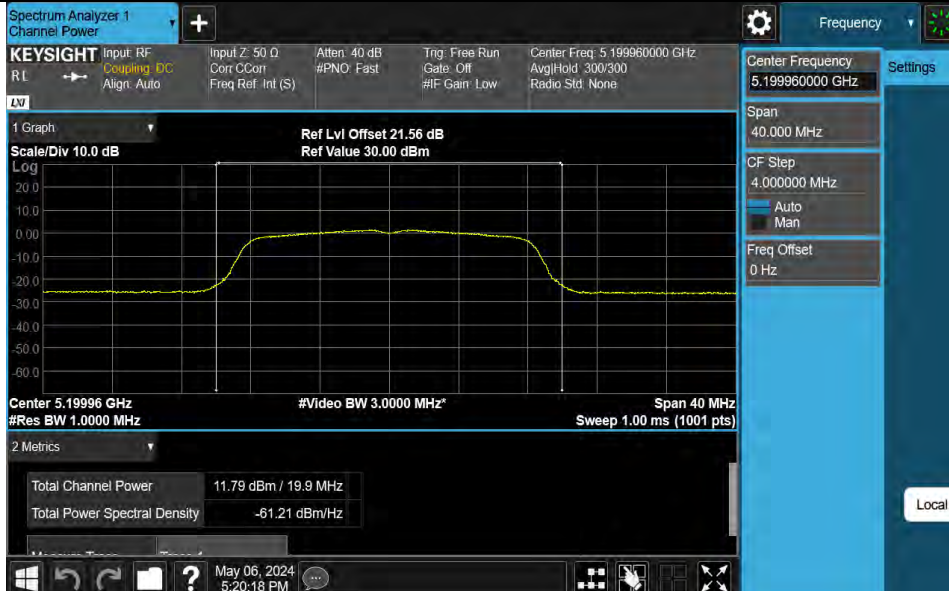 Spectrum Analyzer 1
Channel Power
+
Frequency
KEYSIGHT
Input: RF
Coupling: DC
Align: Auto
Input Z: 50 Ω
Corr CCorr
Freq Ref: Int (S)
Atten: 40 dB
#PNO: Fast
Trig: Free Run
Gate: Off
#IF Gain: Low
Center Freq: 5.199960000 GHz
Avg|Hold: 300/300
Radio Std: None
LXI
1 Graph
Scale/Div 10.0 dB
Ref Lvl Offset 21.56 dB
Ref Value 30.00 dBm
Log
20.0
10.0
0.00
-10.0
-20.0
-30.0
-40.0
-50.0
-60.0
Center 5.19996 GHz
#Res BW 1.0000 MHz
#Video BW 3.0000 MHz*
Span 40 MHz
Sweep 1.00 ms (1001 pts)
2 Metrics
Total Channel Power 11.79 dBm / 19.9 MHz
Total Power Spectral Density -61.21 dBm/Hz
?
May 06, 2024
5:20:18 PM
Center Frequency
5.199960000 GHz
Settings
Span
40.000 MHz
CF Step
4.000000 MHz
Auto
Man
Freq Offset
0 Hz
Local